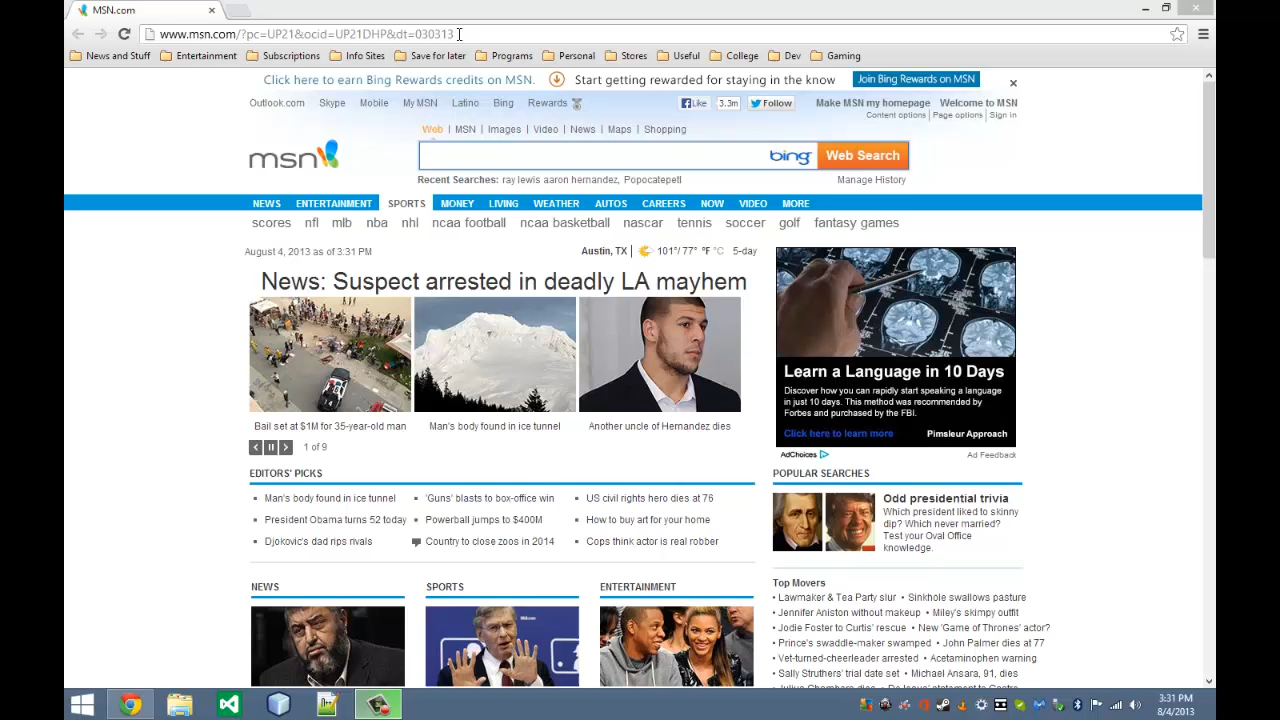 MSN.com
www.msn.com/?pc=UP21&ocid=UP21DHP&dt=030313
News and Stuff Entertainment Subscriptions Info Sites Save for later Programs Personal Stores Useful College Dev Gaming
Click here to earn Bing Rewards credits on MSN. Start getting rewarded for staying in the know Join Bing Rewards on MSN
Outlook.com Skype Mobile My MSN Latino Bing Rewards Like 3.3m Follow Make MSN my homepage Welcome to MSN
Content options Page options Sign in
Web MSN Images Video News Maps Shopping
msn bing Web Search
Recent Searches: ray lewis aaron hernandez, Popocatepetl Manage History
NEWS ENTERTAINMENT SPORTS MONEY LIVING WEATHER AUTOS CAREERS NOW VIDEO MORE
scores nfl mlb nba nhl ncaa football ncaa basketball nascar tennis soccer golf fantasy games
August 4, 2013 as of 3:31 PM Austin, TX 101°/77° °F °C 5-day
News: Suspect arrested in deadly LA mayhem
Bail set at $1M for 35-year-old man Man's body found in ice tunnel Another uncle of Hernandez dies
1 of 9
Learn a Language in 10 Days
Discover how you can rapidly start speaking a language
in just 10 days. This method was recommended by
Forbes and purchased by the FBI.
Click here to learn more Pimsleur Approach
AdChoices Ad Feedback
EDITORS' PICKS
Man's body found in ice tunnel 'Guns' blasts to box-office win US civil rights hero dies at 76
President Obama turns 52 today Powerball jumps to $400M How to buy art for your home
Djokovic's dad rips rivals Country to close zoos in 2014 Cops think actor is real robber
POPULAR SEARCHES
Odd presidential trivia
Which president liked to skinny
dip? Which never married?
Test your Oval Office
knowledge.
NEWS SPORTS ENTERTAINMENT
Top Movers
Lawmaker & Tea Party slur Sinkhole swallows pasture
Jennifer Aniston without makeup Miley's skimpy outfit
Jodie Foster to Curtis' rescue New 'Game of Thrones' actor?
Prince's swaddle-maker swamped John Palmer dies at 77
Vet-turned-cheerleader arrested Acetaminophen warning
Sally Struthers' trial date set Michael Ansara, 91, dies
3:31 PM
8/4/2013